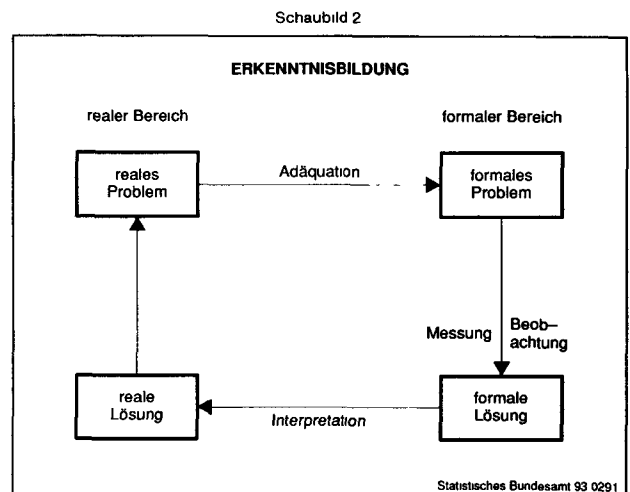 Schaubild 2
ERKENNTNISBILDUNG
realer Bereich
formaler Bereich
reales
Problem
Adäquation
formales
Problem
Messung
Beob–
achtung
reale
Lösung
Interpretation
formale
Lösung
Statistisches Bundesamt 93 0291